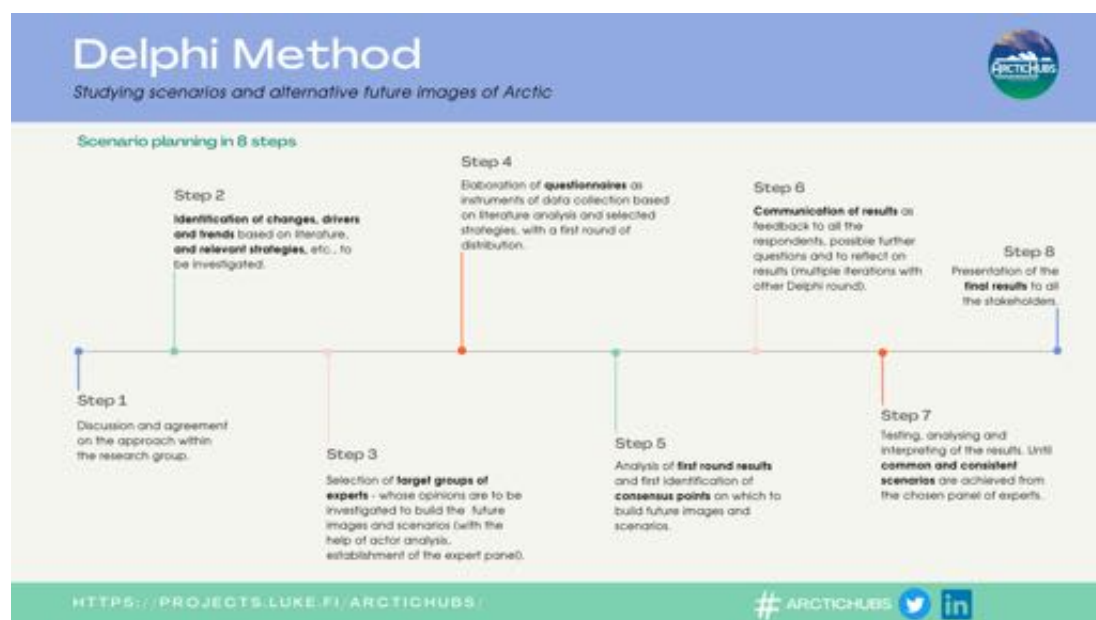 Delphi Method
Studying scenarios and alternative future images of Arctic
ARCTICHUBS
Scenario planning in 8 steps
Step 1
Discussion and agreement
on the approach within
the research group.
Step 2
Identification of changes, drivers
and trends based on literature,
and relevant strategies, etc., to
be investigated.
Step 3
Selection of target groups of
experts - whose opinions are to be
investigated to build the future
images and scenarios (with the
help of actor analysis,
establishment of the expert panel).
Step 4
Elaboration of questionnaires as
instruments of data collection based
on literature analysis and selected
strategies, with a first round of
distribution.
Step 5
Analysis of first round results
and first identification of
consensus points on which to
build future images and
scenarios.
Step 6
Communication of results as
feedback to all the
respondents, possible further
questions and to reflect on
results (multiple iterations with
other Delphi round).
Step 7
Testing, analysing and
interpreting of the results. Until
common and consistent
scenarios are achieved from
the chosen panel of experts.
Step 8
Presentation of the
final results to all
the stakeholders.
HTTPS://PROJECTS.LUKE.FI/ARCTICHUBS/
# ARCTICHUBS
in